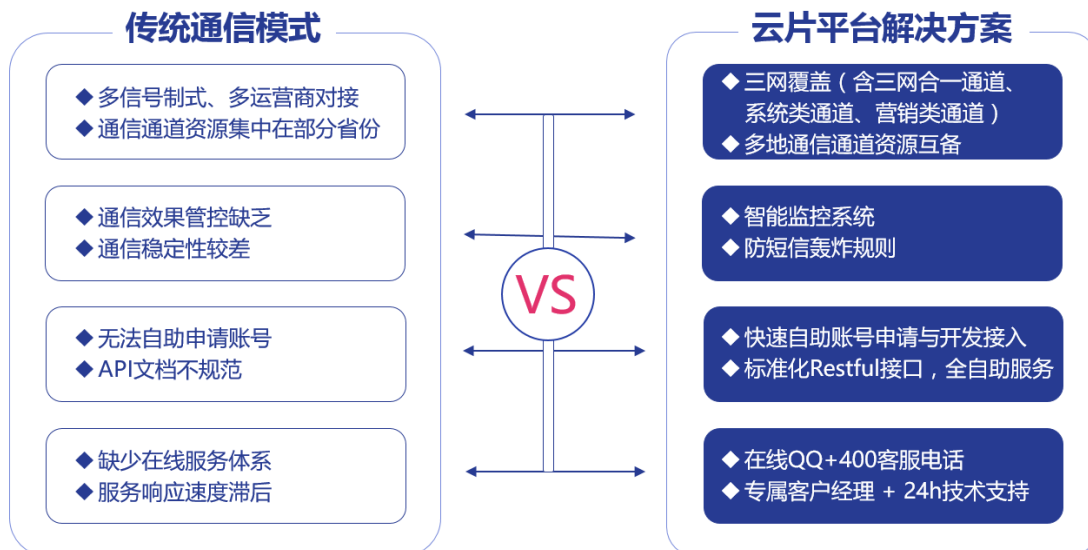 传统通信模式
◆多信号制式、多运营商对接
◆通信通道资源集中在部分省份
◆通信效果管控缺乏
◆通信稳定性较差
◆无法自助申请账号
◆API文档不规范
◆缺少在线服务体系
◆服务响应速度滞后
VS
云片平台解决方案
◆三网覆盖（含三网合一通道、
系统类通道、营销类通道）
◆多地通信通道资源互备
◆智能监控系统
◆防短信轰炸规则
◆快速自助账号申请与开发接入
◆标准化Restful接口，全自助服务
◆在线QQ+400客服电话
◆专属客户经理 + 24h技术支持